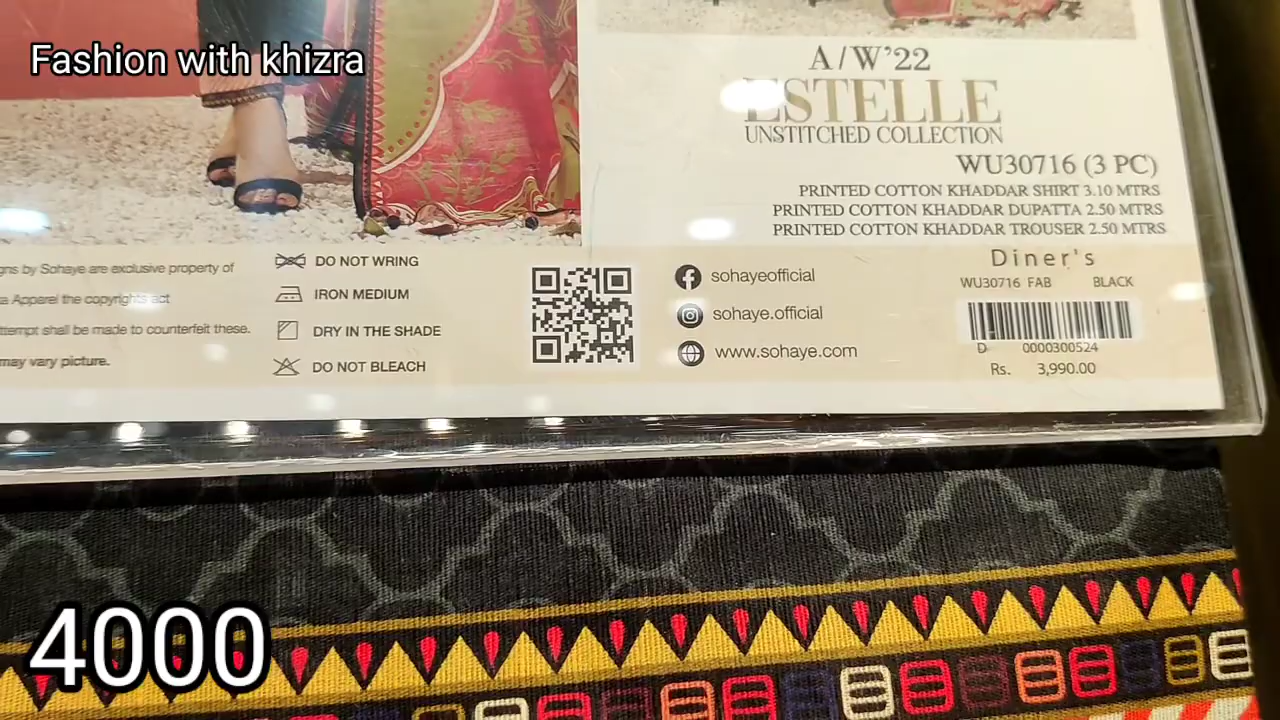 Fashion with khizra
A/W'22
ESTELLE
UNSTITCHED COLLECTION
WU30716 (3 PC)
PRINTED COTTON KHADDAR SHIRT 3.10 MTRS
PRINTED COTTON KHADDAR DUPATTA 2.50 MTRS
PRINTED COTTON KHADDAR TROUSER 2.50 MTRS
gns by Sohaye are exclusive property of
a Apparel the copyrights act
ttempt shall be made to counterfeit these.
may vary picture.
DO NOT WRING
IRON MEDIUM
DRY IN THE SHADE
DO NOT BLEACH
sohayeofficial
sohaye.official
www.sohaye.com
Diner's
WU30716 FAB BLACK
D 0000300524
Rs. 3,990.00
4000